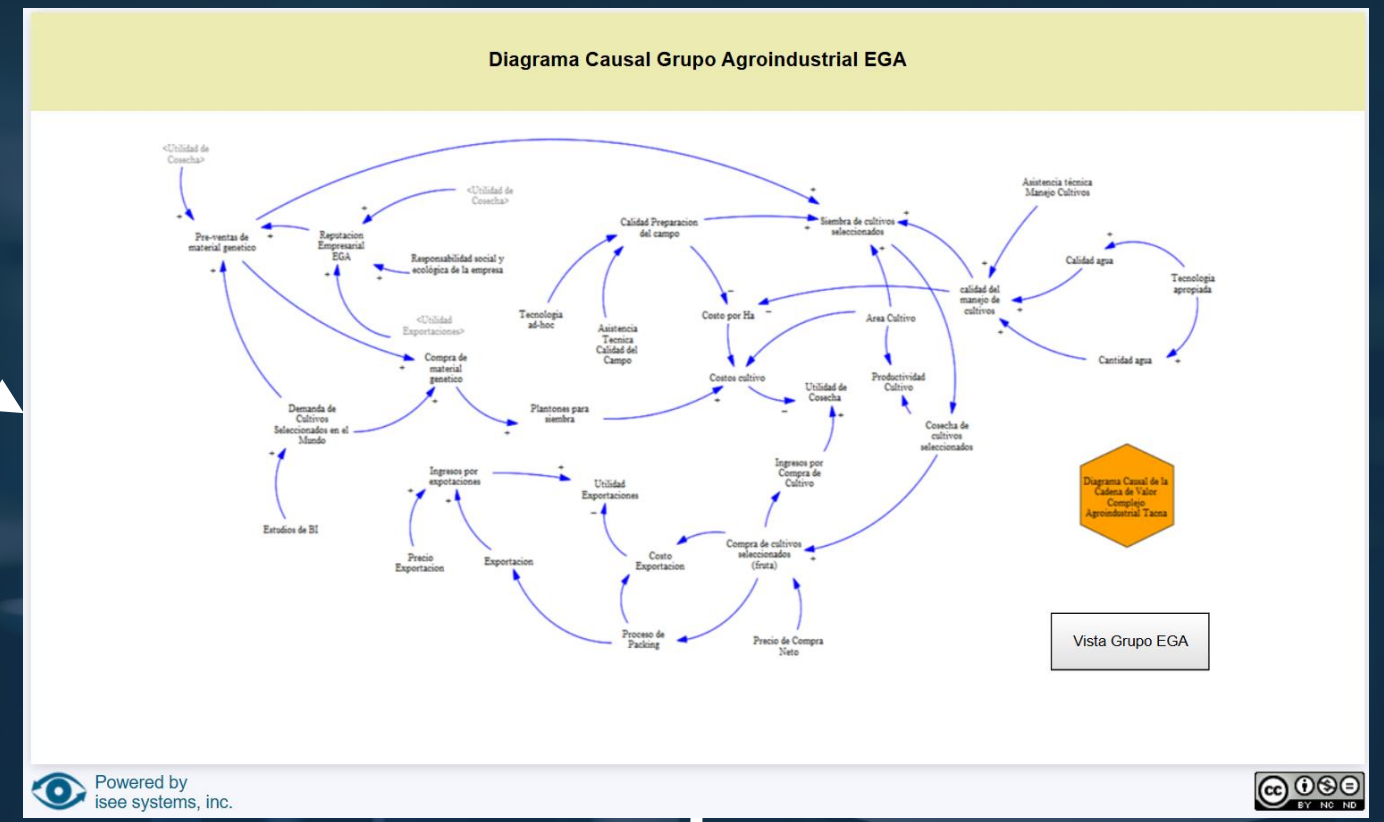 Diagrama Causal Grupo Agroindustrial EGA
<Utilidad de
Cosecha>
<Utilidad de
Cosecha>
Pre-ventas de
material genetico
Reputacion
Empresarial
EGA
Responsabilidad social y
ecológica de la empresa
<Utilidad
Exportaciones>
Compra de
material
genetico
Demanda de
Cultivos
Seleccionados en el
Mundo
Estudios de BI
Plantones para
siembra
Calidad Preparacion
del campo
Tecnologia
ad-hoc
Asistencia
Tecnica
Calidad del
Campo
Costo por Ha
Costos cultivo
Siembra de cultivos
seleccionados
Area Cultivo
Productividad
Cultivo
Utilidad de
Cosecha
Cosecha de
cultivos
seleccionados
Asistencia técnica
Manejo Cultivos
calidad del
manejo de
cultivos
Calidad agua
Tecnologia
apropiada
Cantidad agua
Ingresos por
expotaciones
Utilidad
Exportaciones
Ingresos por
Compra de
Cultivo
Precio
Exportacion
Exportacion
Costo
Exportacion
Compra de cultivos
seleccionados
(fruta)
Proceso de
Packing
Precio de Compra
Neto
Diagrama Causal de la
Cadena de Valor
Complejo
Agroindustrial Tacna
Vista Grupo EGA
Powered by
isee systems, inc.
cc
BY NC ND